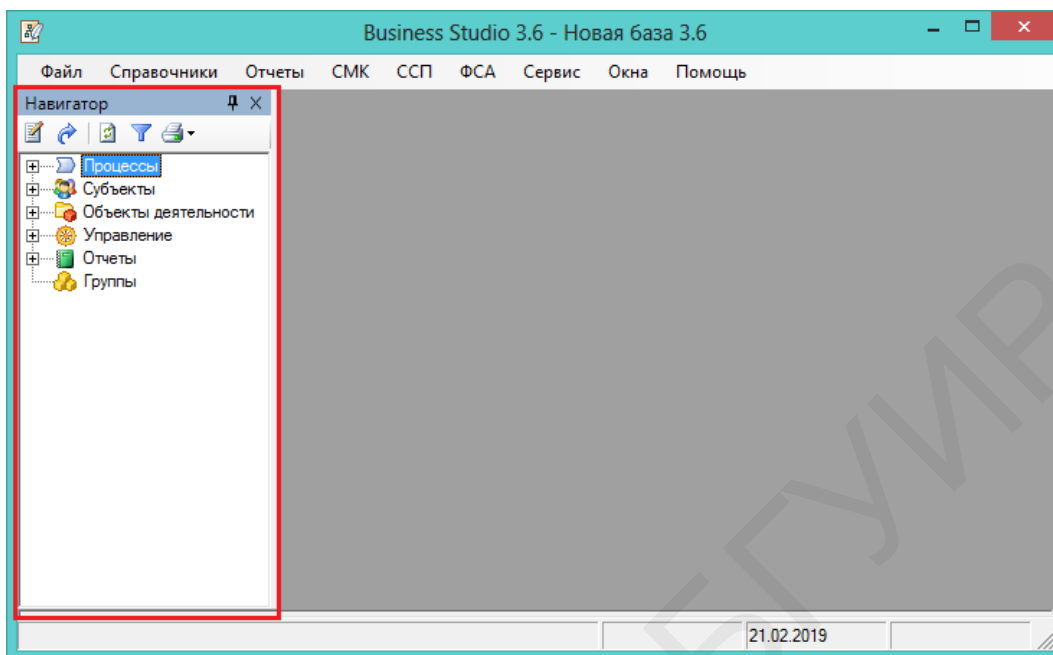 Business Studio 3.6 - Новая база 3.6
Файл Справочники Отчеты СМК ССП ФСА Сервис Окна Помощь
Навигатор
Процессы
Субъекты
Объекты деятельности
Управление
Отчеты
Группы
21.02.2019
БГУИР